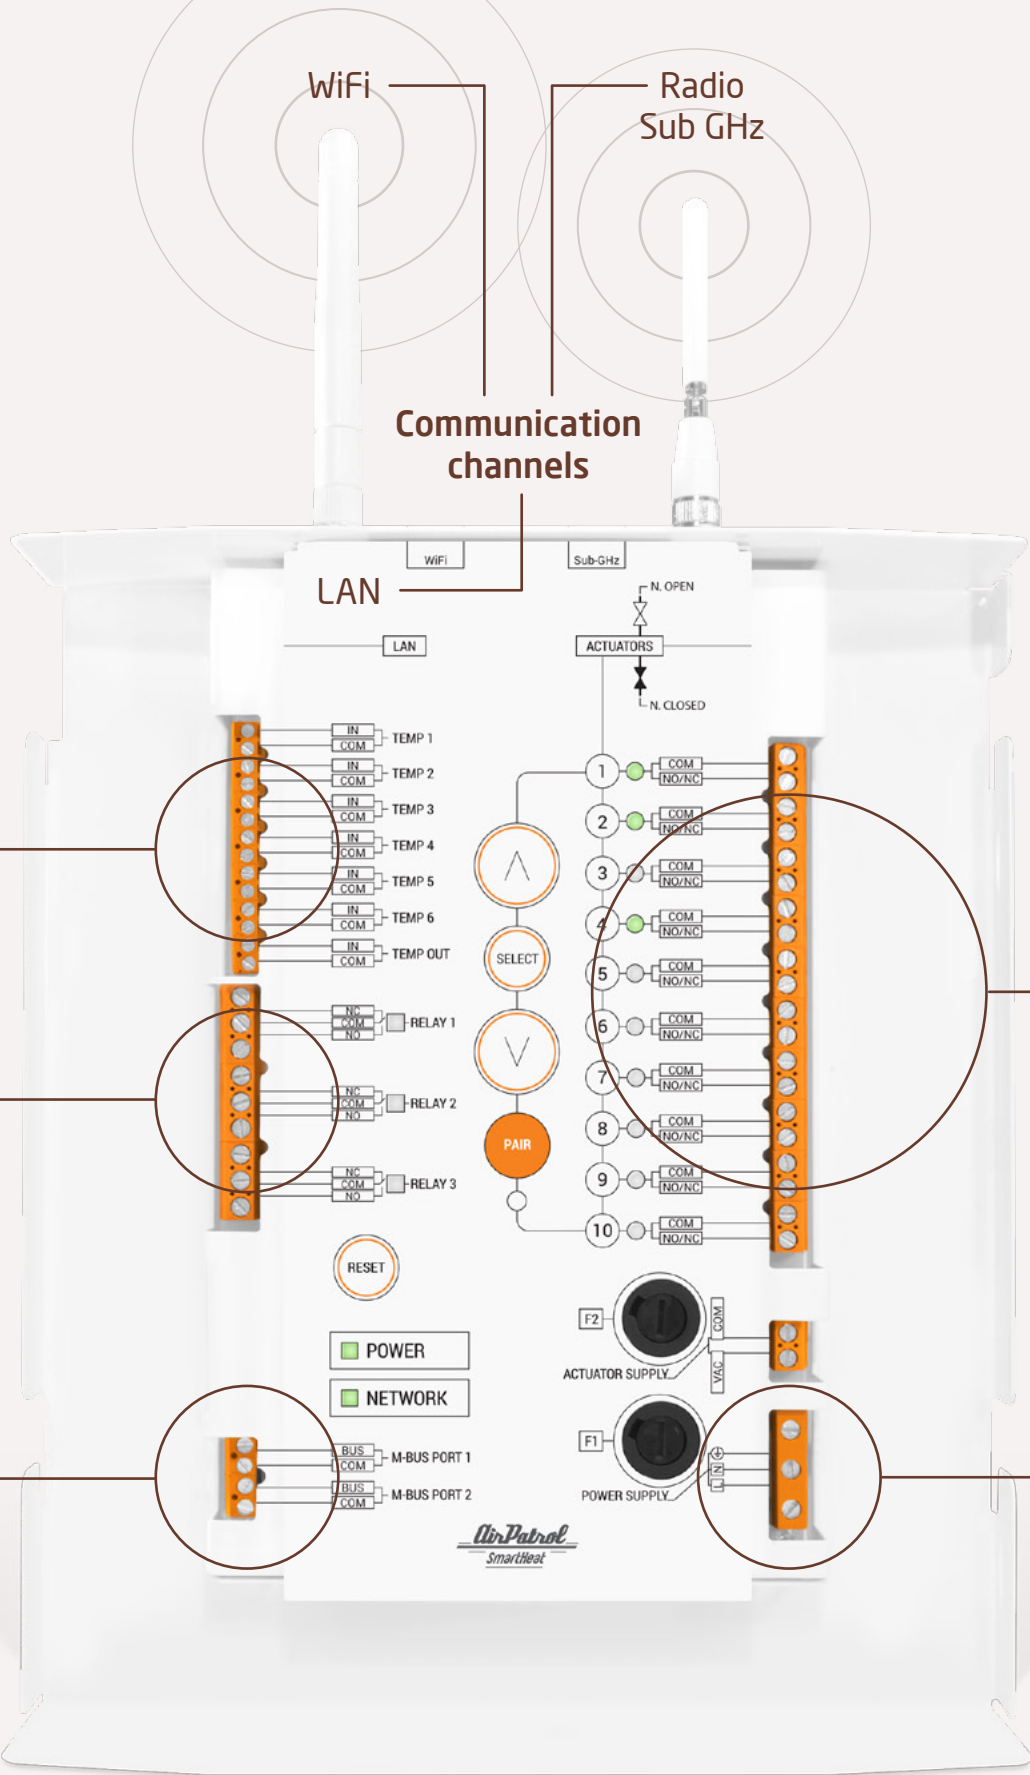 WiFi
Radio
Sub GHz
Communication
channels
WiFi
Sub-GHz
LAN
N. OPEN
LAN
ACTUATORS
N. CLOSED
IN
COM
TEMP 1
IN
COM
TEMP 2
IN
COM
TEMP 3
IN
COM
TEMP 4
IN
COM
TEMP 5
IN
COM
TEMP 6
IN
COM
TEMP OUT
NC
COM
NO
RELAY 1
NC
COM
NO
RELAY 2
NC
COM
NO
RELAY 3
RESET
POWER
NETWORK
BUS
COM
M-BUS PORT 1
BUS
COM
M-BUS PORT 2
SELECT
PAIR
1
COM
NO/NC
2
COM
NO/NC
3
COM
NO/NC
4
COM
NO/NC
5
COM
NO/NC
6
COM
NO/NC
7
COM
NO/NC
8
COM
NO/NC
9
COM
NO/NC
10
COM
NO/NC
F2
COM
VAC
ACTUATOR SUPPLY
F1
N
L
POWER SUPPLY
AirPatrol
SmartHeat